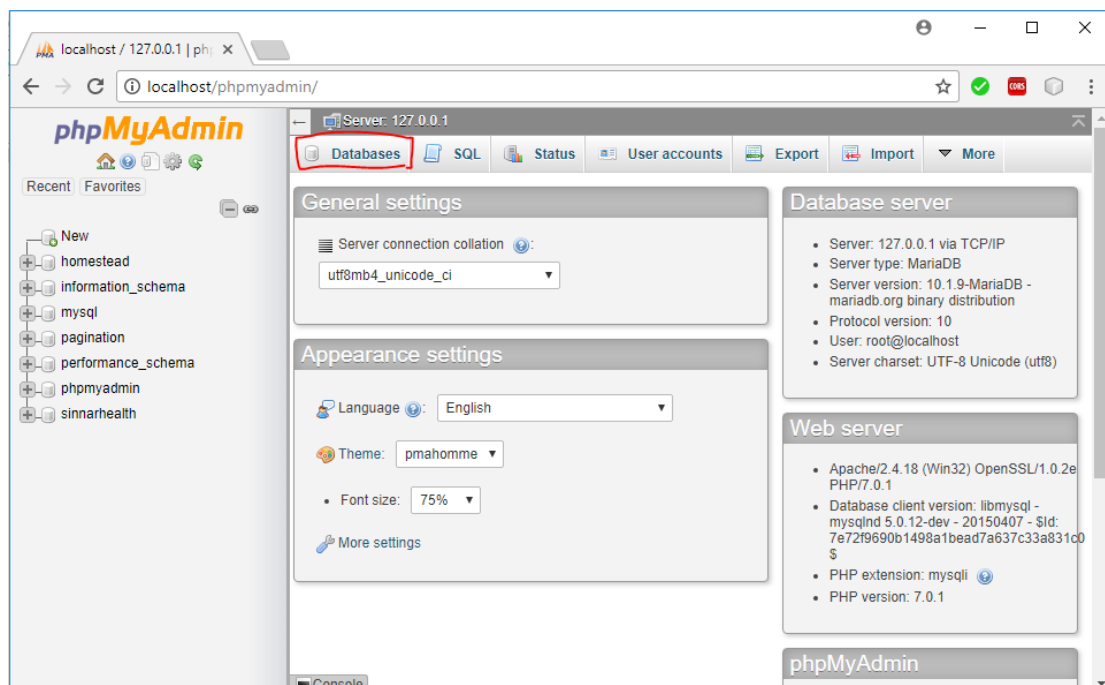 localhost / 127.0.0.1 | ph
localhost/phpmyadmin/
phpMyAdmin
Recent Favorites
New
homestead
information_schema
mysql
pagination
performance_schema
phpmyadmin
sinnarhealth
Server: 127.0.0.1
Databases SQL Status User accounts Export Import More
General settings
Server connection collation :
utf8mb4_unicode_ci
Appearance settings
Language : English
Theme: pmahomme
Font size: 75%
More settings
Database server
Server: 127.0.0.1 via TCP/IP
Server type: MariaDB
Server version: 10.1.9-MariaDB -
mariadb.org binary distribution
Protocol version: 10
User: root@localhost
Server charset: UTF-8 Unicode (utf8)
Web server
Apache/2.4.18 (Win32) OpenSSL/1.0.2e
PHP/7.0.1
Database client version: libmysql -
mysqlnd 5.0.12-dev - 20150407 - $Id:
7e72f9690b1498a1bead7a637c33a831c0
$
PHP extension: mysqli
PHP version: 7.0.1
phpMyAdmin
Console